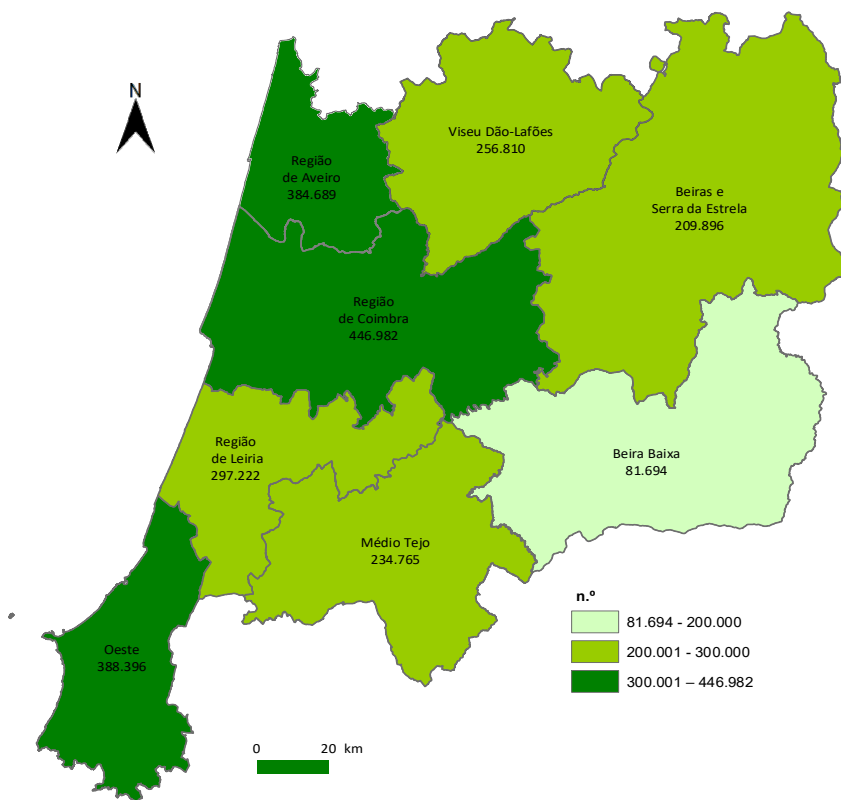 N
Viseu Dão-Lafões
256.810
Região
de Aveiro
384.689
Beiras e
Serra da Estrela
209.896
Região
de Coimbra
446.982
Região
de Leiria
297.222
Beira Baixa
81.694
Médio Tejo
234.765
Oeste
388.396
n.º
81.694 - 200.000
200.001 - 300.000
300.001 – 446.982
0 20 km